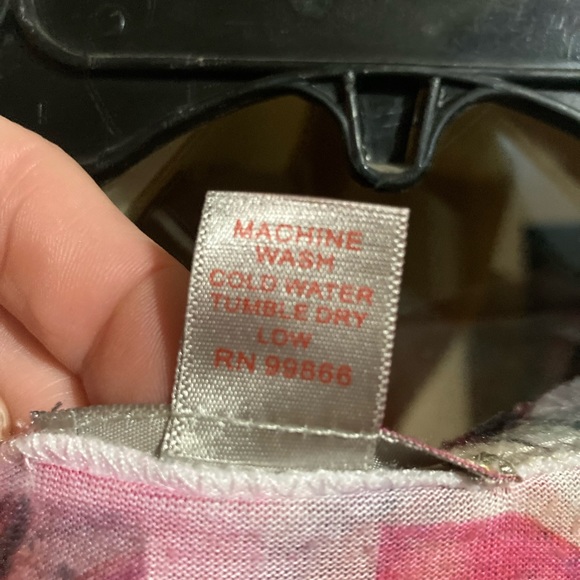 MACHINE
WASH
COLD WATER
TUMBLE DRY
LOW
RN 99866